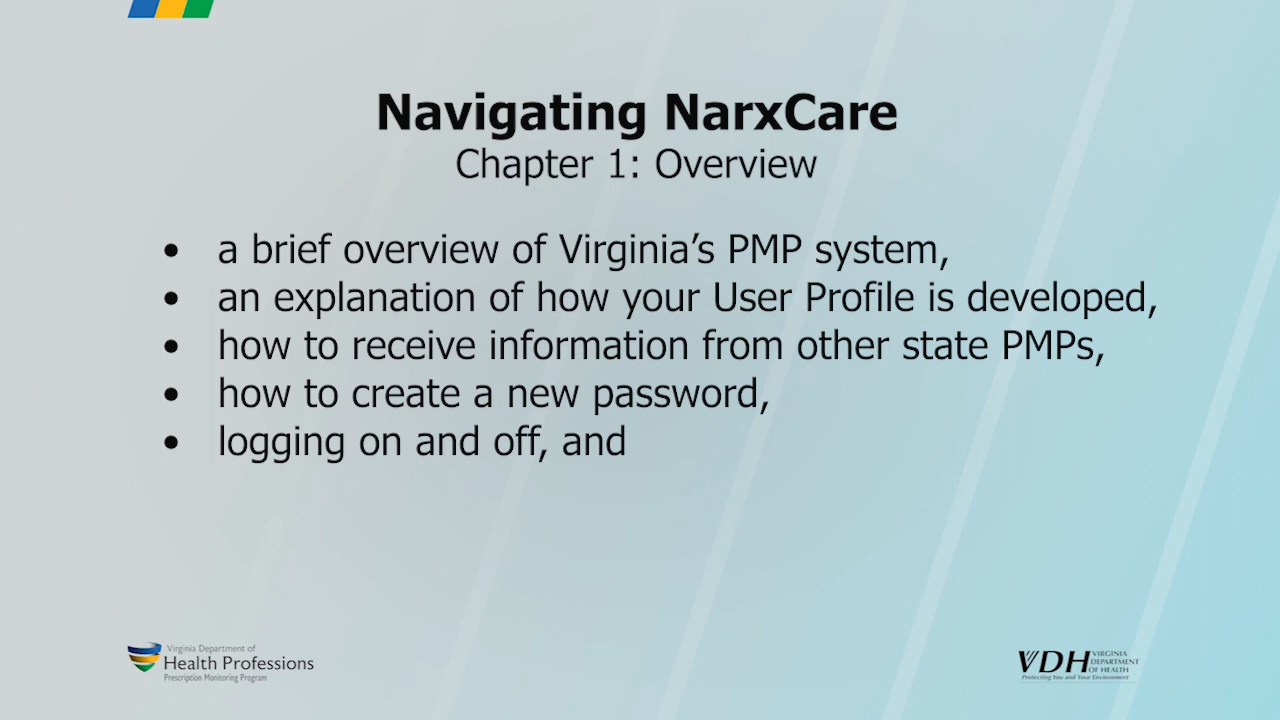 Navigating NarxCare
Chapter 1: Overview
• a brief overview of Virginia’s PMP system,
• an explanation of how your User Profile is developed,
• how to receive information from other state PMPs,
• how to create a new password,
• logging on and off, and
Virginia Department of
Health Professions
Prescription Monitoring Program
VDH VIRGINIA
DEPARTMENT
OF HEALTH
Protecting You and Your Environment